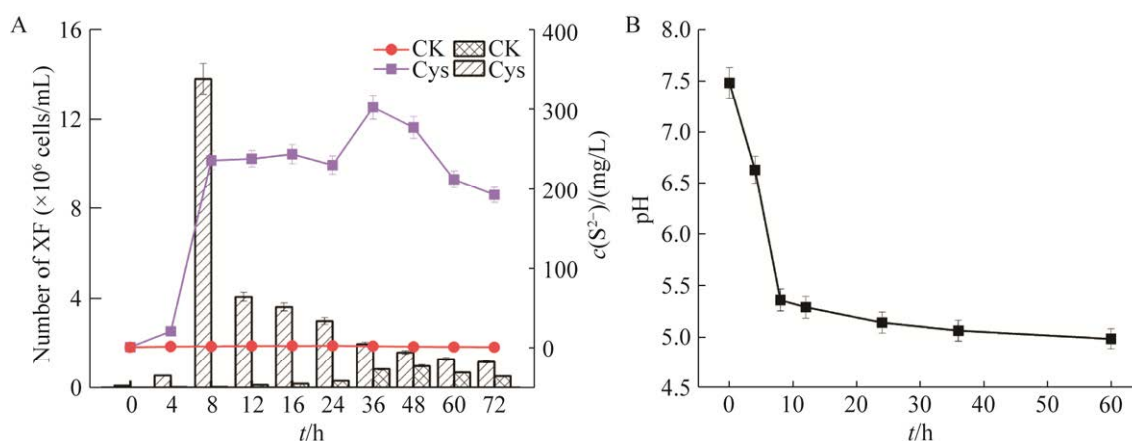 A
Number of XF (×10⁶ cells/mL)
16
12
8
4
0
CK
CK
Cys
Cys
400
300
200
100
0
c(S²⁻)/(mg/L)
0 4 8 12 16 24 36 48 60 72
t/h
B
pH
8.0
7.5
7.0
6.5
6.0
5.5
5.0
4.5
0 10 20 30 40 50 60
t/h